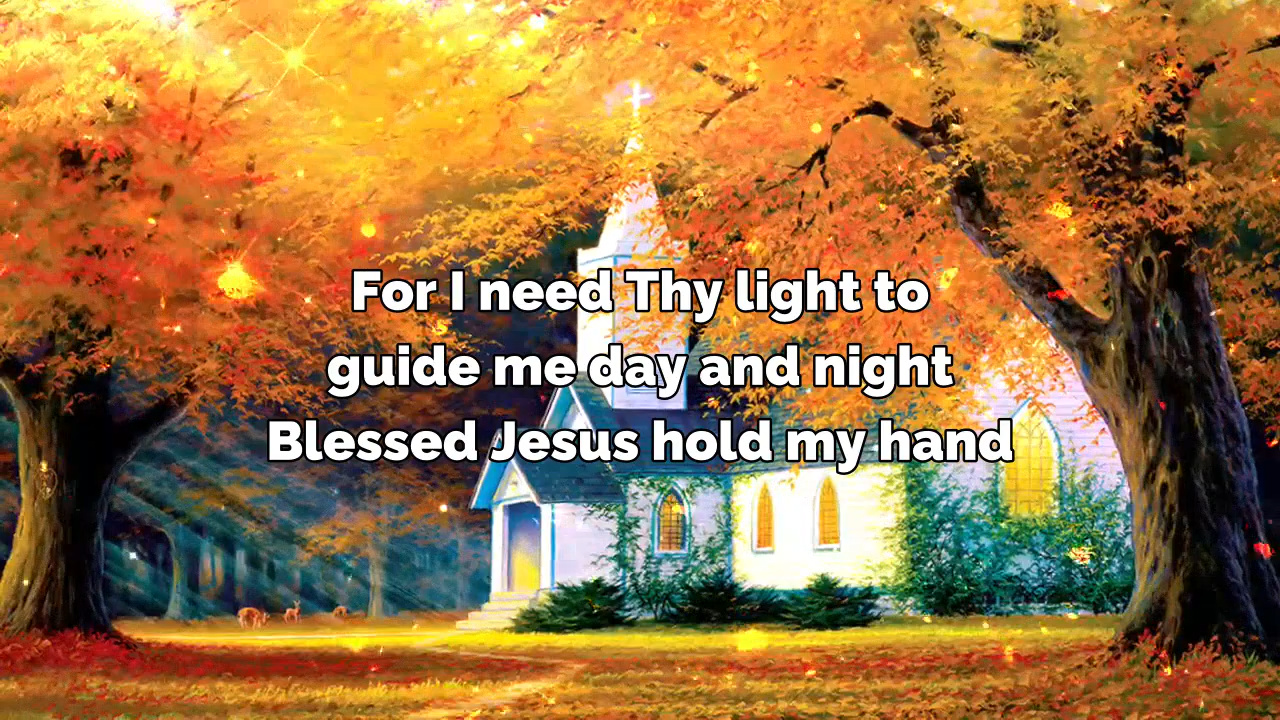 For I need Thy light to
guide me day and night
Blessed Jesus hold my hand